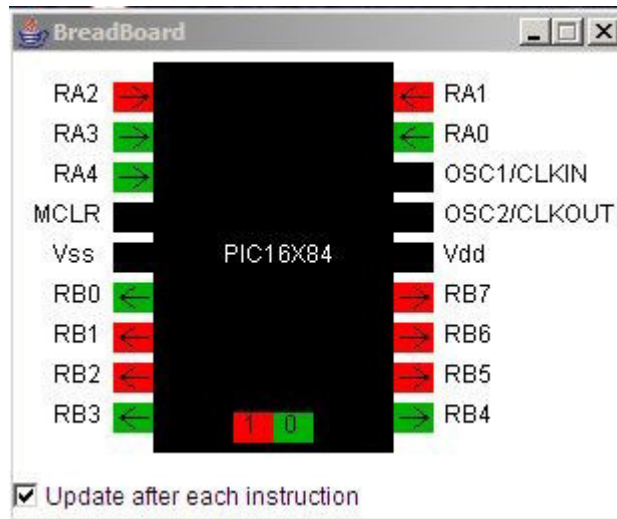 BreadBoard
RA2 RA1
RA3 RA0
RA4 OSC1/CLKIN
MCLR OSC2/CLKOUT
Vss PIC16X84 Vdd
RB0 RB7
RB1 RB6
RB2 RB5
RB3 1 0 RB4
Update after each instruction